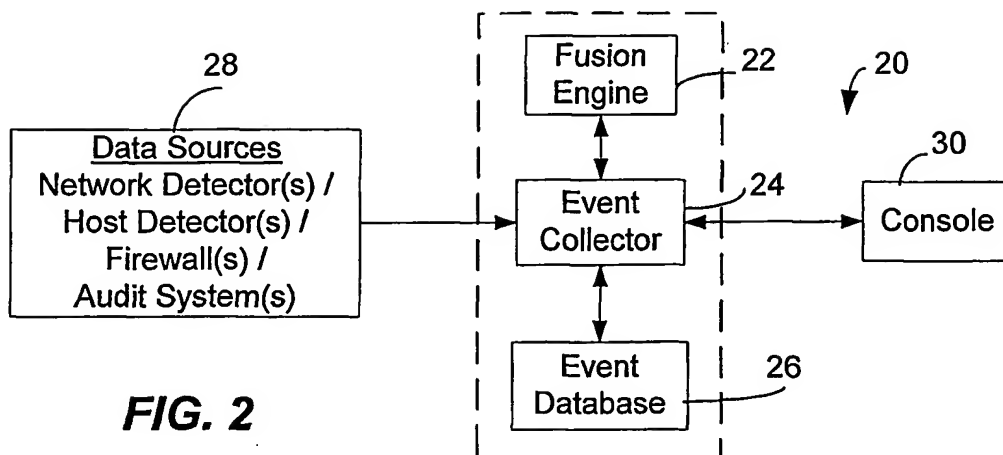 28
Data Sources
Network Detector(s) /
Host Detector(s) /
Firewall(s) /
Audit System(s)
Fusion
Engine
22
Event
Collector
24
Event
Database
26
20
30
Console
FIG. 2